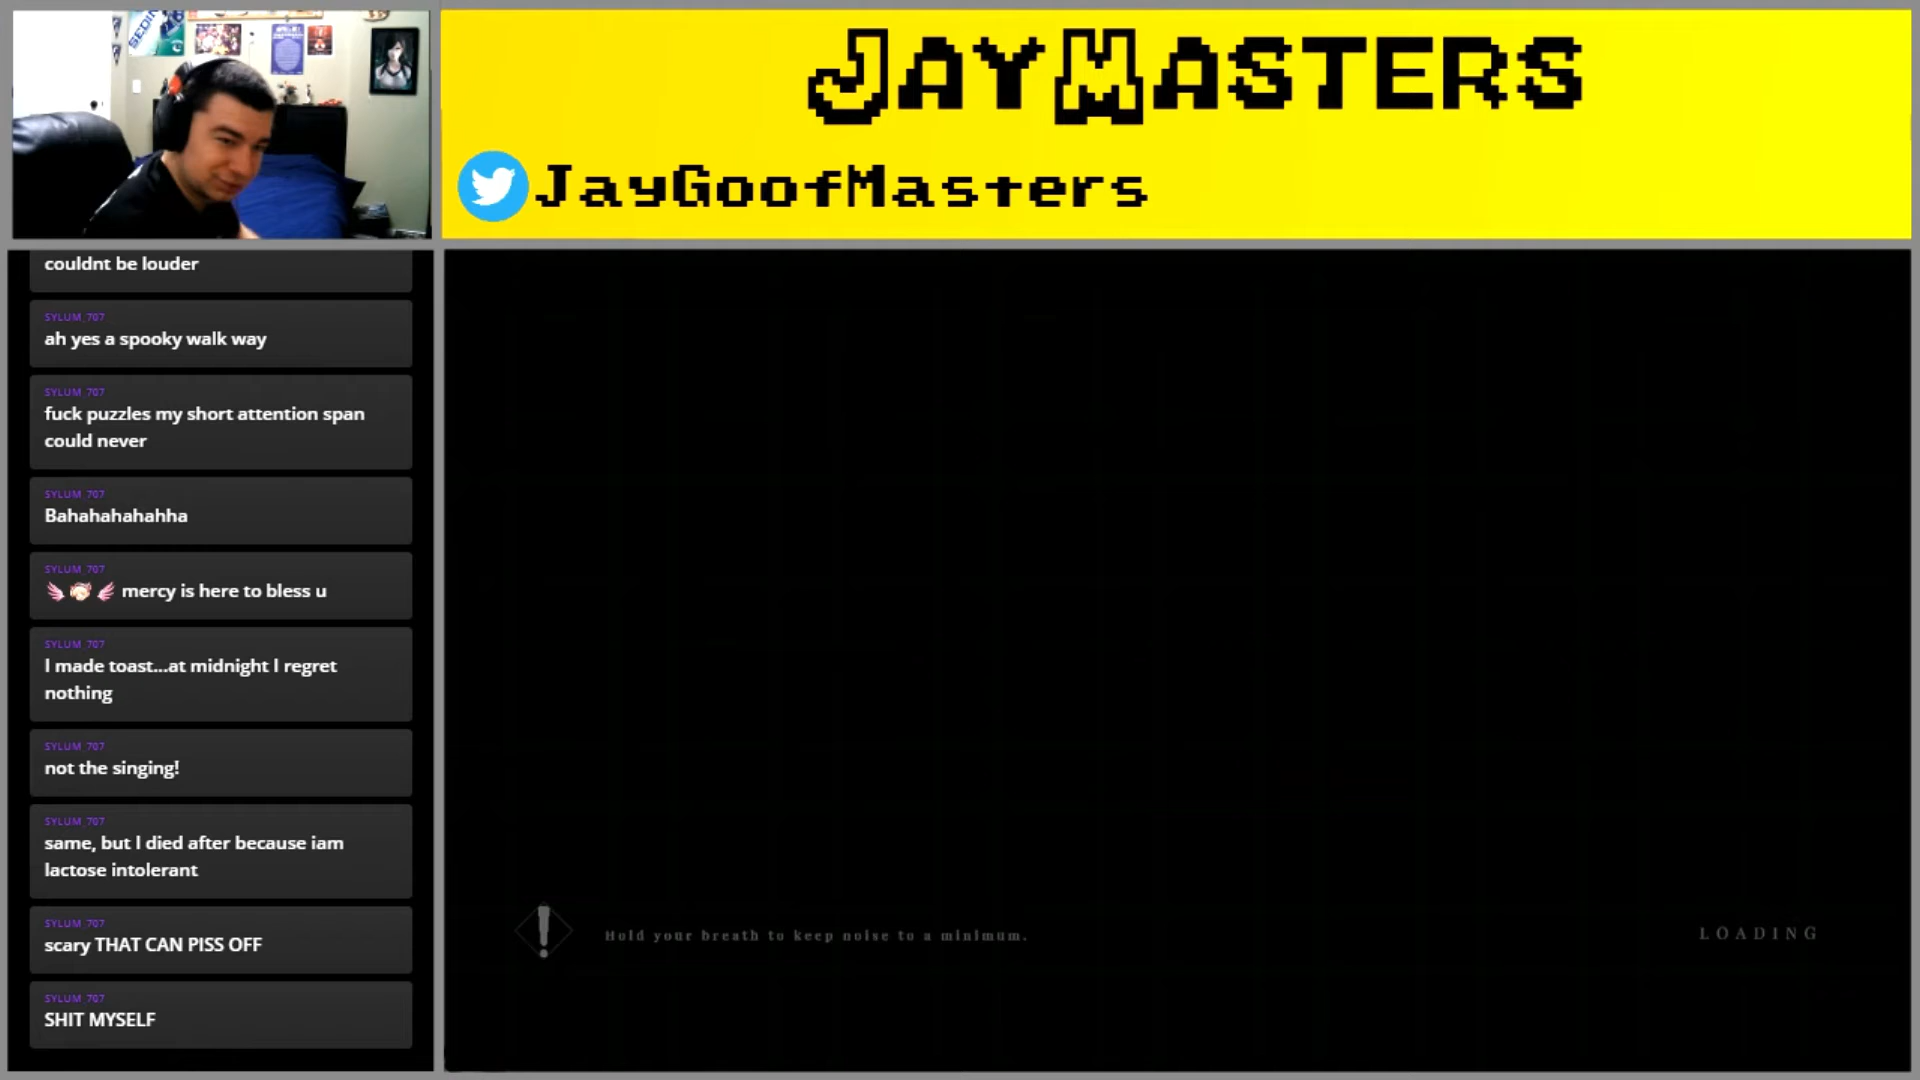 JAYMASTERS
JayGoofMasters
couldnt be louder
SYLUM_707
ah yes a spooky walk way
SYLUM_707
fuck puzzles my short attention span
could never
SYLUM_707
Bahahahahahha
SYLUM_707
mercy is here to bless u
SYLUM_707
I made toast...at midnight I regret
nothing
SYLUM_707
not the singing!
SYLUM_707
same, but I died after because iam
lactose intolerant
SYLUM_707
scary THAT CAN PISS OFF
SYLUM_707
SHIT MYSELF
Hold your breath to keep noise to a minimum.
LOADING